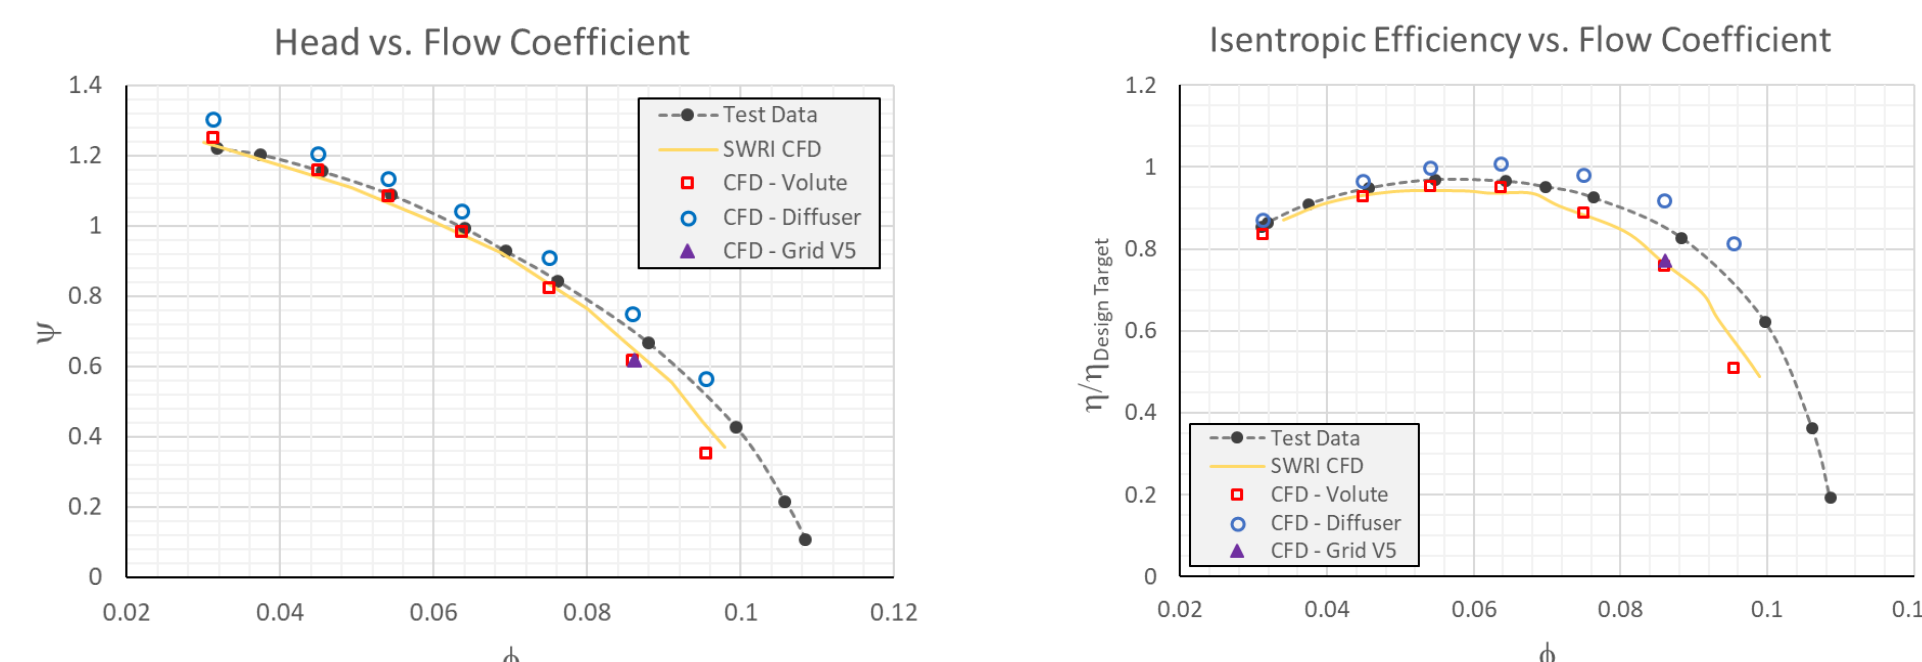 Head vs. Flow Coefficient
1.4
1.2
1
0.8
0.6
0.4
0.2
0
ψ
0.02 0.04 0.06 0.08 0.1 0.12
ϕ
Test Data
SWRI CFD
CFD - Volute
CFD - Diffuser
CFD - Grid V5
Isentropic Efficiency vs. Flow Coefficient
1.2
1
0.8
0.6
0.4
0.2
0
η/ηDesign Target
0.02 0.04 0.06 0.08 0.1 0.1
ϕ
Test Data
SWRI CFD
CFD - Volute
CFD - Diffuser
CFD - Grid V5